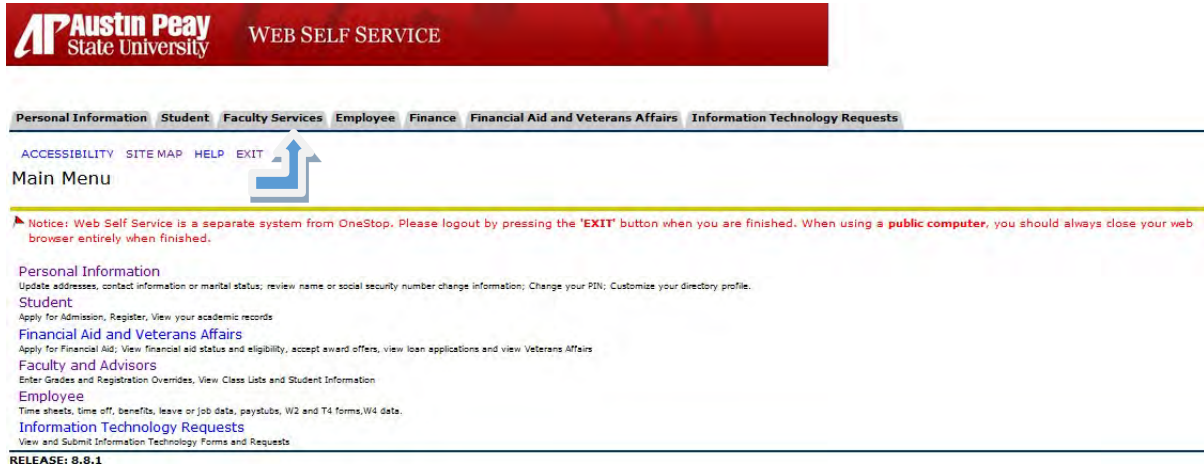 AP Austin Peay
State University
WEB SELF SERVICE
Personal Information Student Faculty Services Employee Finance Financial Aid and Veterans Affairs Information Technology Requests
ACCESSIBILITY SITE MAP HELP EXIT
Main Menu
Notice: Web Self Service is a separate system from OneStop. Please logout by pressing the 'EXIT' button when you are finished. When using a public computer, you should always close your web
browser entirely when finished.
Personal Information
Update addresses, contact information or marital status; review name or social security number change information; Change your PIN; Customize your directory profile.
Student
Apply for Admission, Register, View your academic records
Financial Aid and Veterans Affairs
Apply for Financial Aid; View financial aid status and eligibility, accept award offers, view loan applications and view Veterans Affairs
Faculty and Advisors
Enter Grades and Registration Overrides, View Class Lists and Student Information
Employee
Time sheets, time off, benefits, leave or job data, paystubs, W2 and T4 forms,W4 data.
Information Technology Requests
View and Submit Information Technology Forms and Requests
RELEASE: 8.8.1